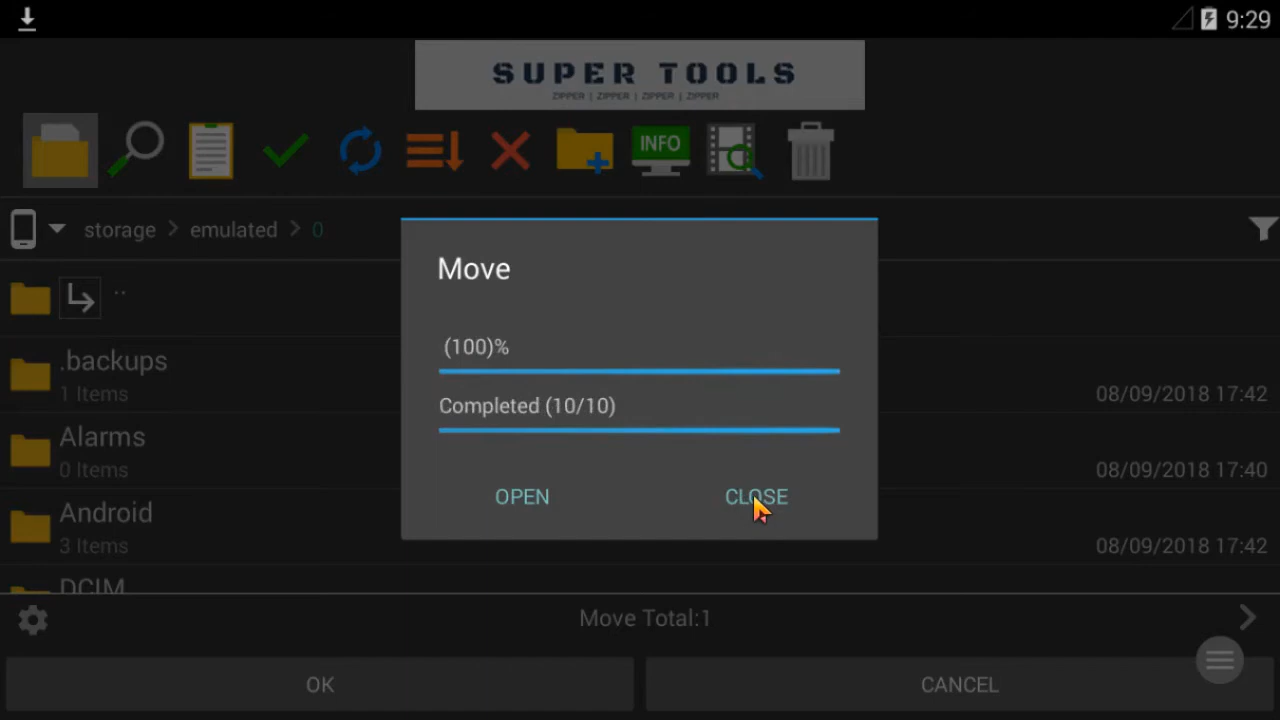 9:29
SUPER TOOLS
ZIPPER | ZIPPER | ZIPPER | ZIPPER
INFO
storage > emulated > 0
..
.backups
1 Items
08/09/2018 17:42
Alarms
0 Items
08/09/2018 17:40
Android
3 Items
08/09/2018 17:42
DCIM
Move
(100)%
Completed (10/10)
OPEN
CLOSE
Move Total:1
OK
CANCEL